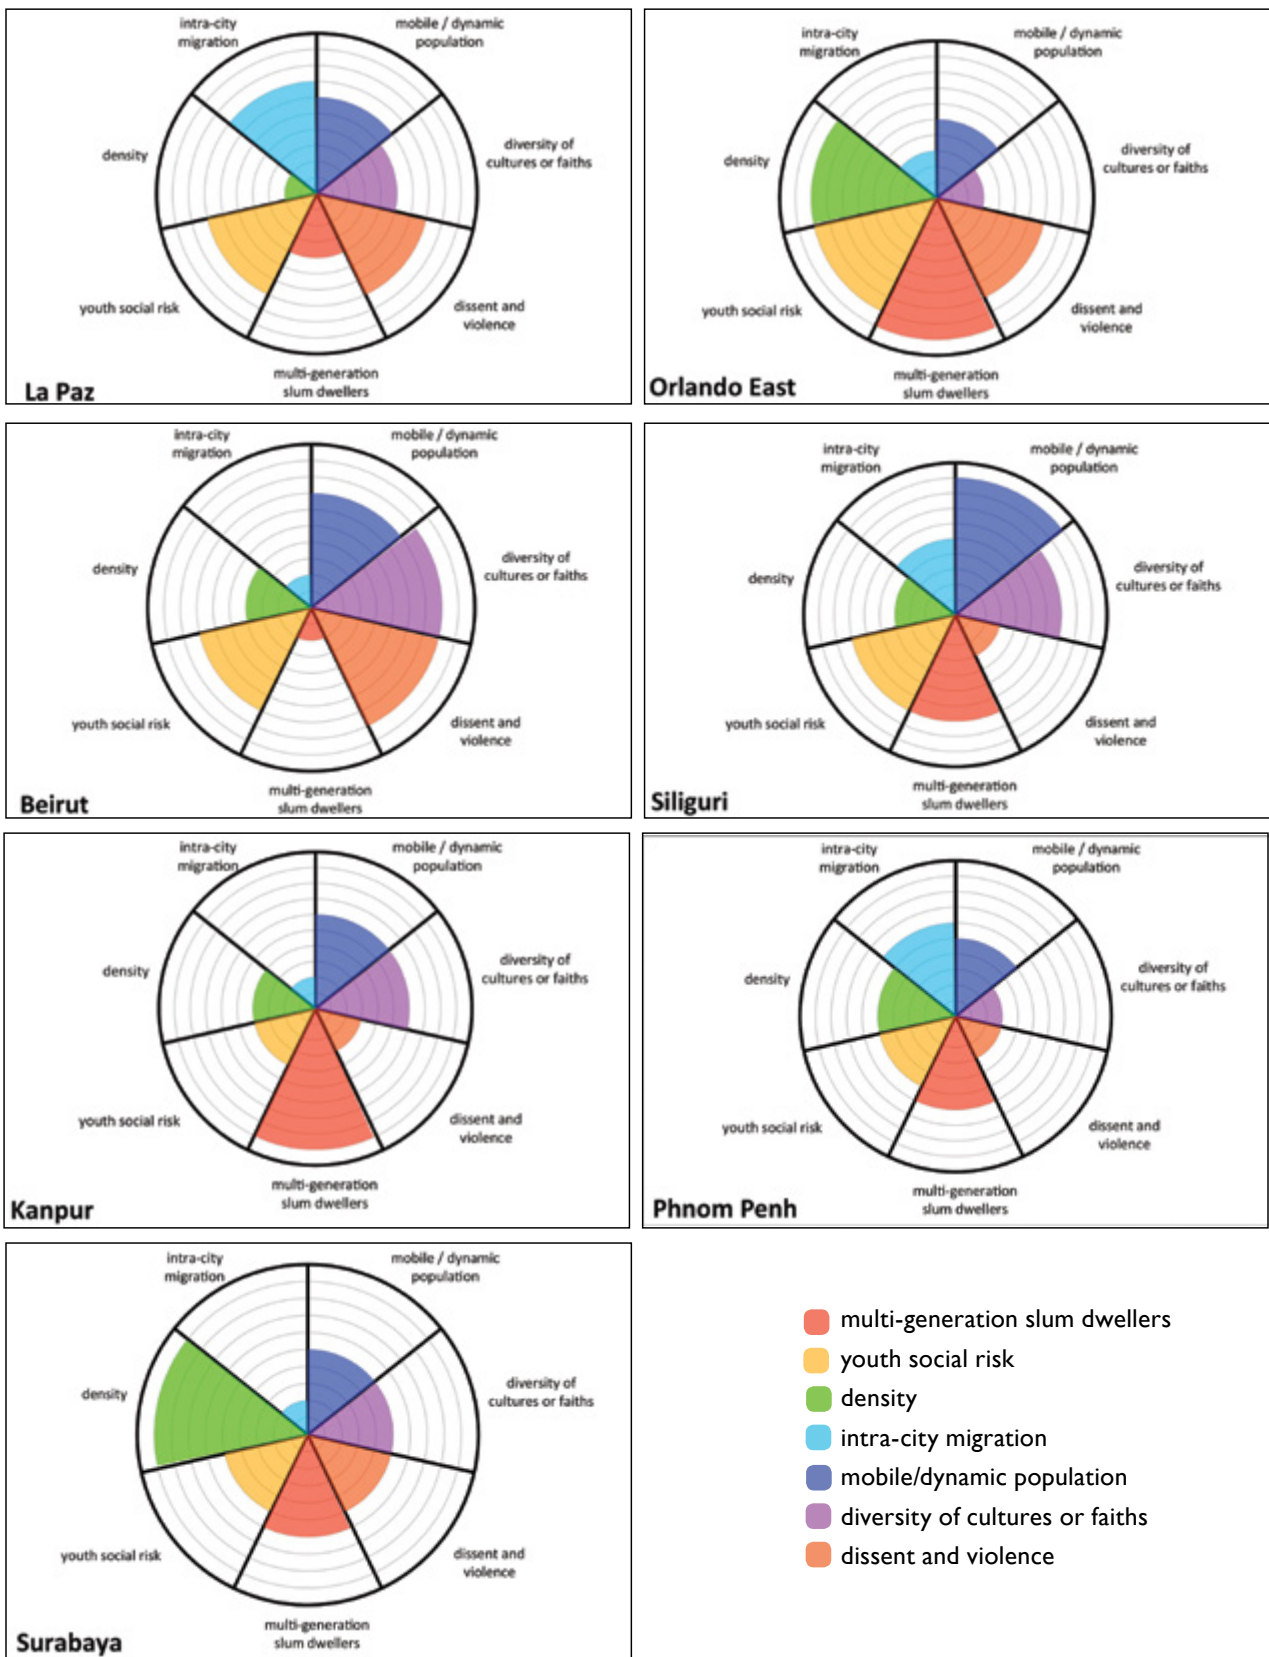 intra-city
migration
mobile / dynamic
population
density
diversity of
cultures or faiths
youth social risk
dissent and
violence
multi-generation
slum dwellers
La Paz
intra-city
migration
mobile / dynamic
population
density
diversity of
cultures or faiths
youth social risk
dissent and
violence
multi-generation
slum dwellers
Orlando East
intra-city
migration
mobile / dynamic
population
density
diversity of
cultures or faiths
youth social risk
dissent and
violence
multi-generation
slum dwellers
Beirut
intra-city
migration
mobile / dynamic
population
density
diversity of
cultures or faiths
youth social risk
dissent and
violence
multi-generation
slum dwellers
Siliguri
intra-city
migration
mobile / dynamic
population
density
diversity of
cultures or faiths
youth social risk
dissent and
violence
multi-generation
slum dwellers
Kanpur
intra-city
migration
mobile / dynamic
population
density
diversity of
cultures or faiths
youth social risk
dissent and
violence
multi-generation
slum dwellers
Phnom Penh
intra-city
migration
mobile / dynamic
population
density
diversity of
cultures or faiths
youth social risk
dissent and
violence
multi-generation
slum dwellers
Surabaya
multi-generation slum dwellers
youth social risk
density
intra-city migration
mobile/dynamic population
diversity of cultures or faiths
dissent and violence